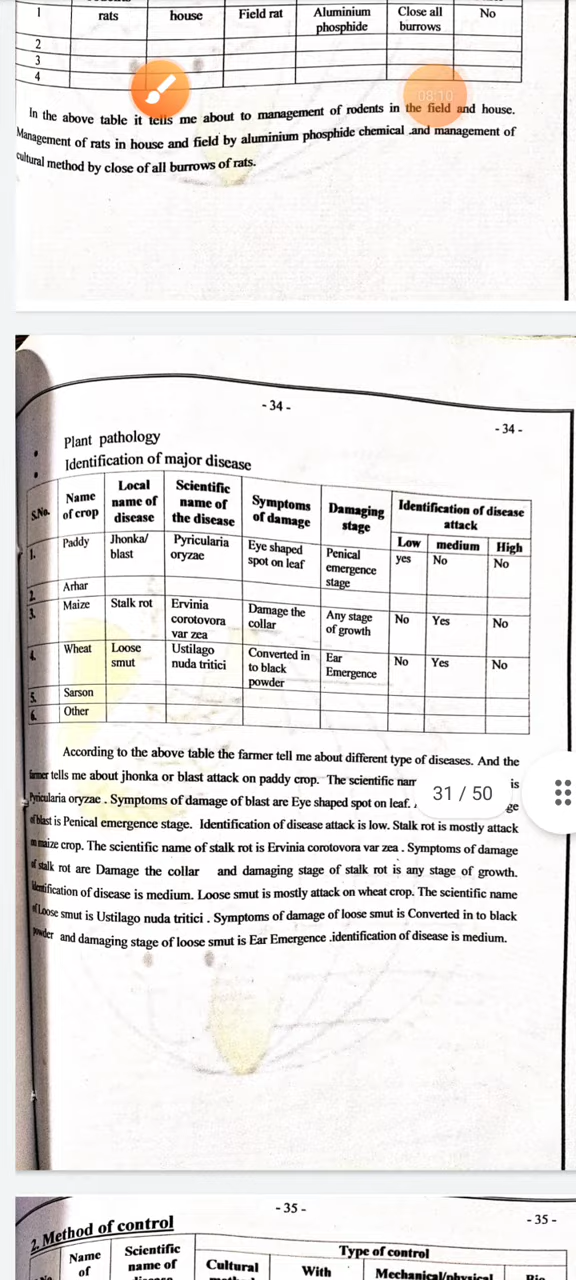 1 rats house Field rat Aluminium phosphide Close all burrows No
2
3
4
08:10
In the above table it tells me about to management of rodents in the field and house.
Management of rats in house and field by aluminium phosphide chemical .and management of
cultural method by close of all burrows of rats.
- 34 -
- 34 -
Plant pathology
Identification of major disease
S.No. Name of crop Local name of disease Scientific name of the disease Symptoms of damage Damaging stage Identification of disease attack
Low medium High
1. Paddy Jhonka/ blast Pyricularia oryzae Eye shaped spot on leaf Penical emergence stage yes No No
2. Arhar
3. Maize Stalk rot Ervinia corotovora var zea Damage the collar Any stage of growth No Yes No
4. Wheat Loose smut Ustilago nuda tritici Converted in to black powder Ear Emergence No Yes No
5. Sarson
6. Other
According to the above table the farmer tell me about different type of diseases. And the
farmer tells me about jhonka or blast attack on paddy crop. The scientific is
31 / 50
Pyricularia oryzae . Symptoms of damage of blast are Eye shaped spot on leaf. ge
of blast is Penical emergence stage. Identification of disease attack is low. Stalk rot is mostly attack
on maize crop. The scientific name of stalk rot is Ervinia corotovora var zea . Symptoms of damage
of stalk rot are Damage the collar and damaging stage of stalk rot is any stage of growth.
Identification of disease is medium. Loose smut is mostly attack on wheat crop. The scientific name
of Loose smut is Ustilago nuda tritici . Symptoms of damage of loose smut is Converted in to black
powder and damaging stage of loose smut is Ear Emergence .identification of disease is medium.
- 35 -
- 35 -
2. Method of control
Name of Scientific name of Type of control
Cultural With Mechanical/physical Bio